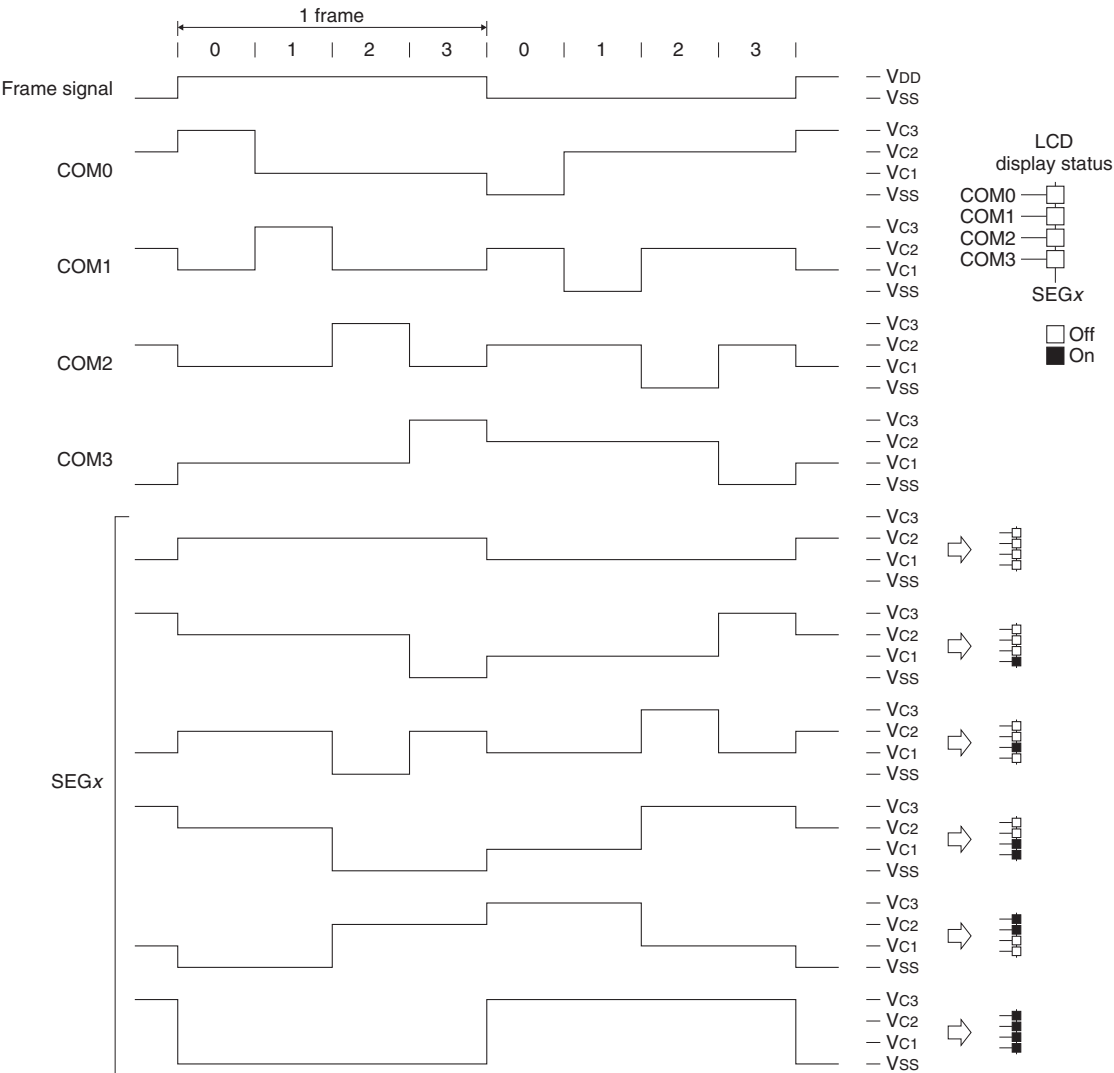 1 frame
0 1 2 3 0 1 2 3
Frame signal
VDD
VSS
COM0
VC3
VC2
VC1
VSS
COM1
VC3
VC2
VC1
VSS
COM2
VC3
VC2
VC1
VSS
COM3
VC3
VC2
VC1
VSS
LCD
display status
COM0
COM1
COM2
COM3
SEGx
Off
On
SEGx
VC3
VC2
VC1
VSS
VC3
VC2
VC1
VSS
VC3
VC2
VC1
VSS
VC3
VC2
VC1
VSS
VC3
VC2
VC1
VSS
VC3
VC2
VC1
VSS